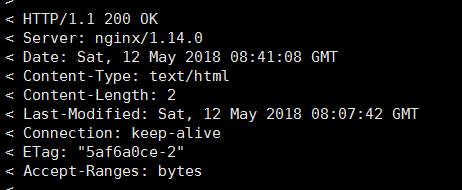 >
< HTTP/1.1 200 OK
< Server: nginx/1.14.0
< Date: Sat, 12 May 2018 08:41:08 GMT
< Content-Type: text/html
< Content-Length: 2
< Last-Modified: Sat, 12 May 2018 08:07:42 GMT
< Connection: keep-alive
< ETag: "5af6a0ce-2"
< Accept-Ranges: bytes
<